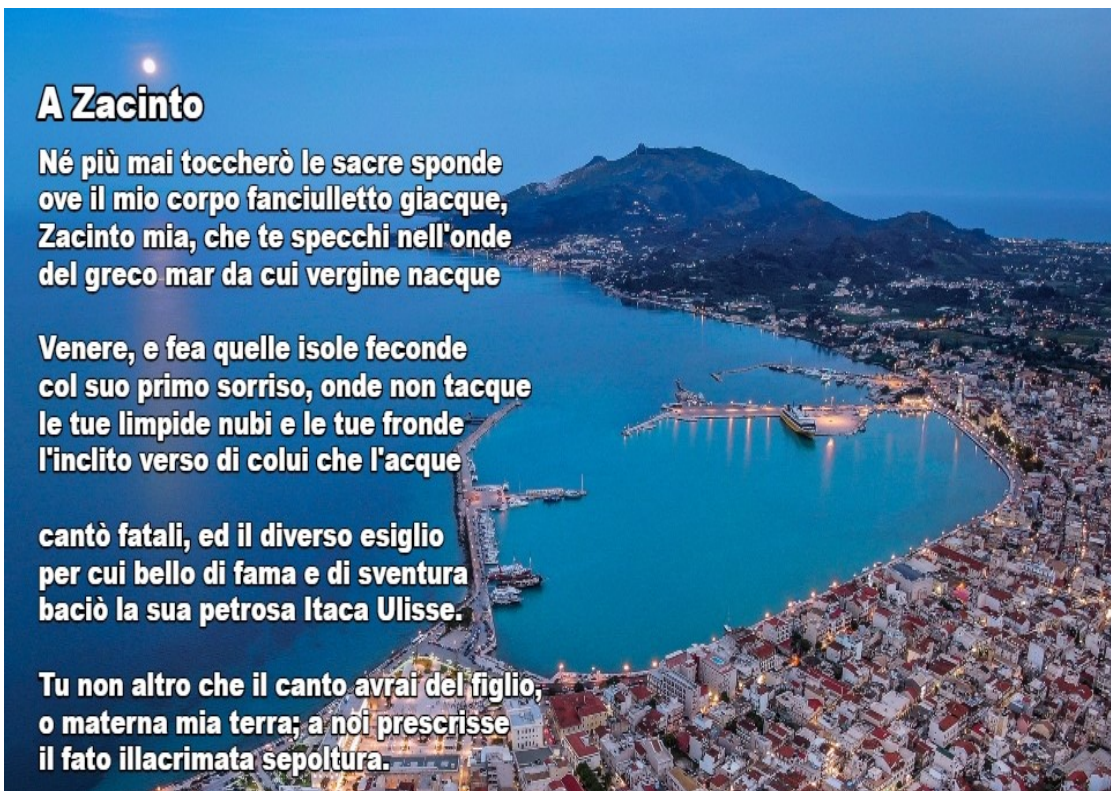 A Zacinto
Né più mai toccherò le sacre sponde
ove il mio corpo fanciulletto giacque,
Zacinto mia, che te specchi nell'onde
del greco mar da cui vergine nacque
Venere, e fea quelle isole feconde
col suo primo sorriso, onde non tacque
le tue limpide nubi e le tue fronde
l'inclito verso di colui che l'acque
cantò fatali, ed il diverso esiglio
per cui bello di fama e di sventura
baciò la sua petrosa Itaca Ulisse.
Tu non altro che il canto avrai del figlio,
o materna mia terra; a noi prescrisse
il fato illacrimata sepoltura.